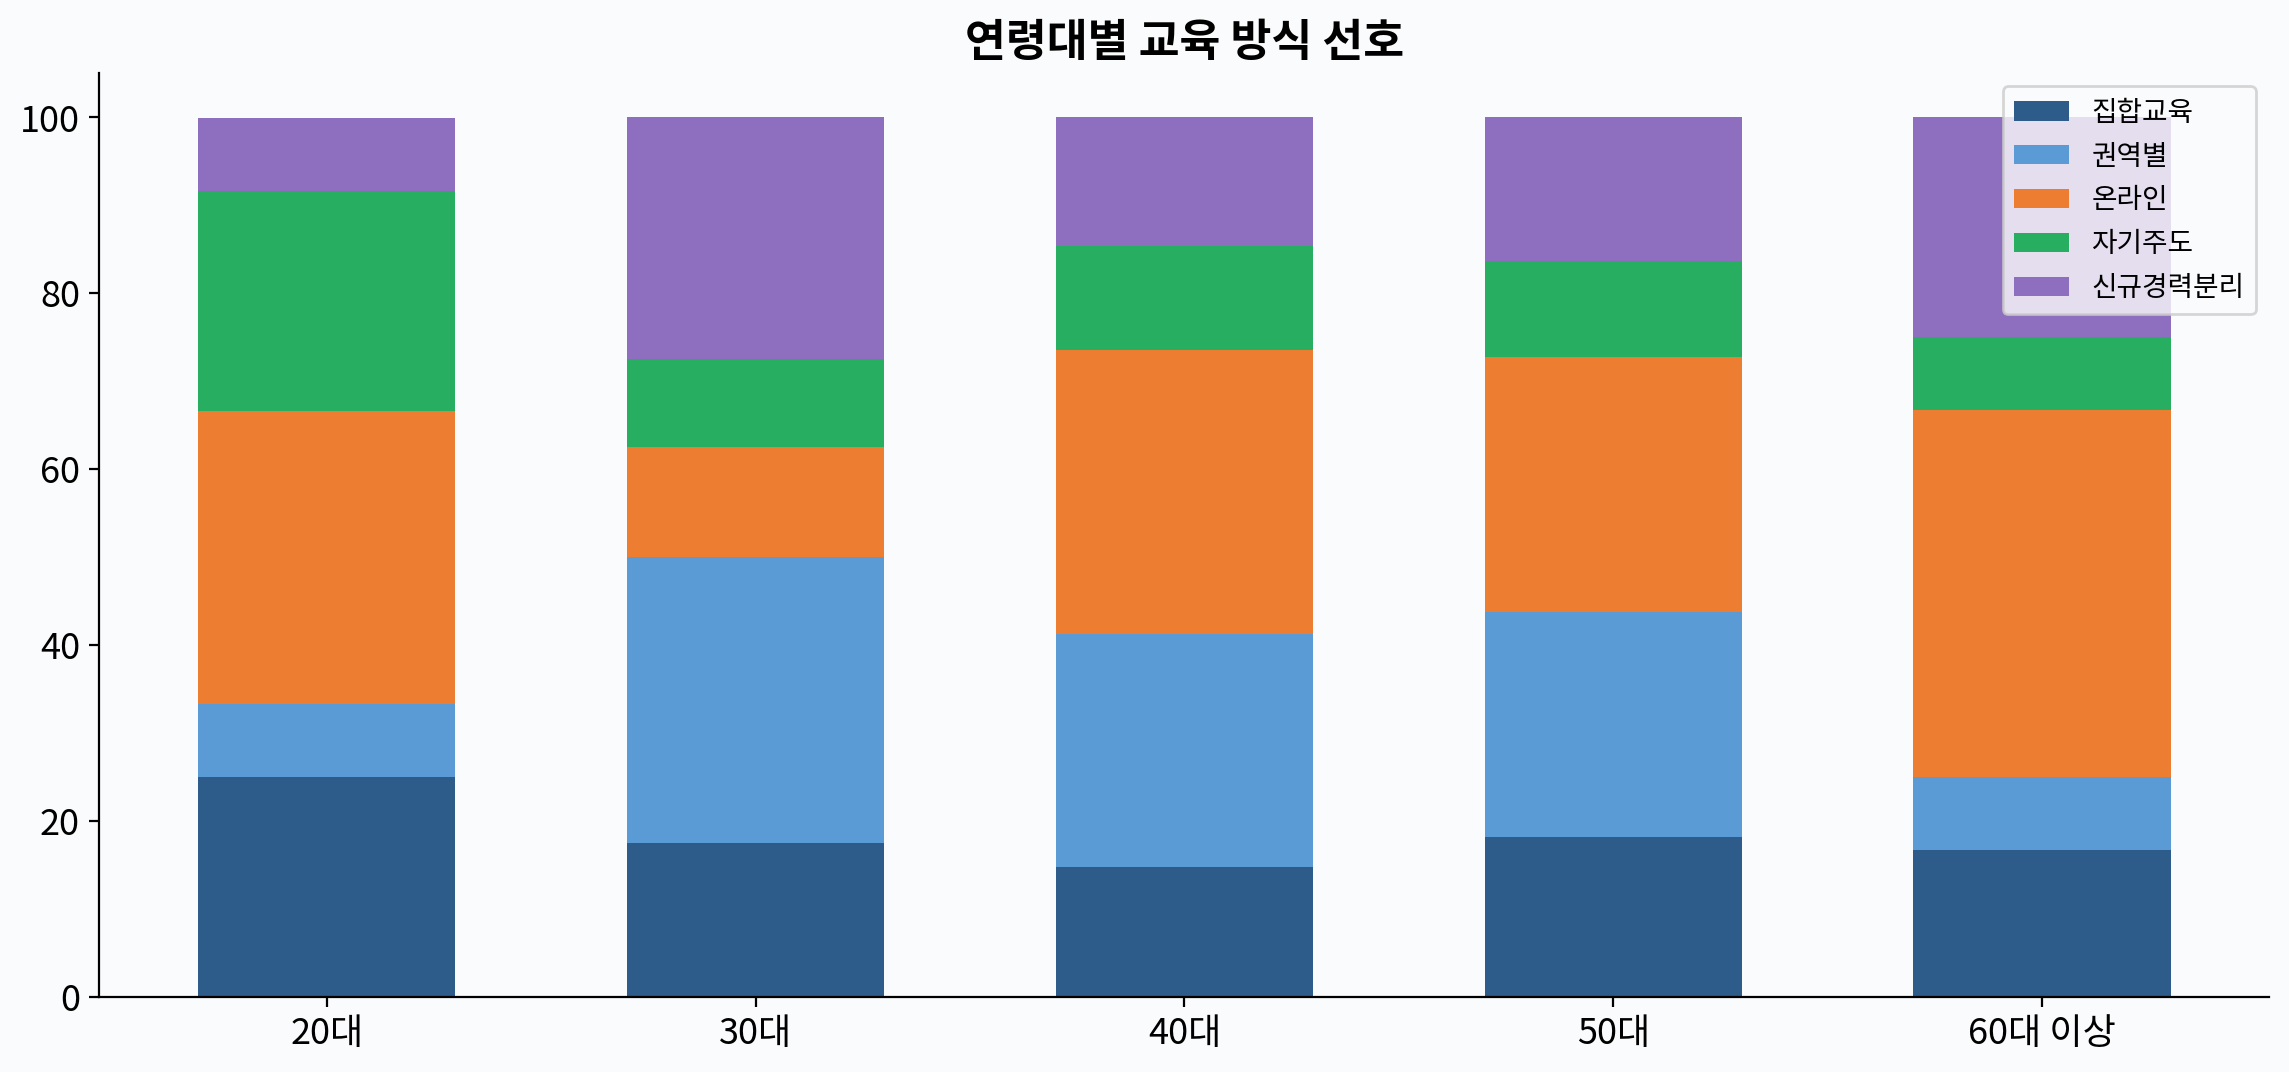 연령대별 교육 방식 선호
100
80
60
40
20
0
집합교육
권역별
온라인
자기주도
신규경력분리
20대 30대 40대 50대 60대 이상